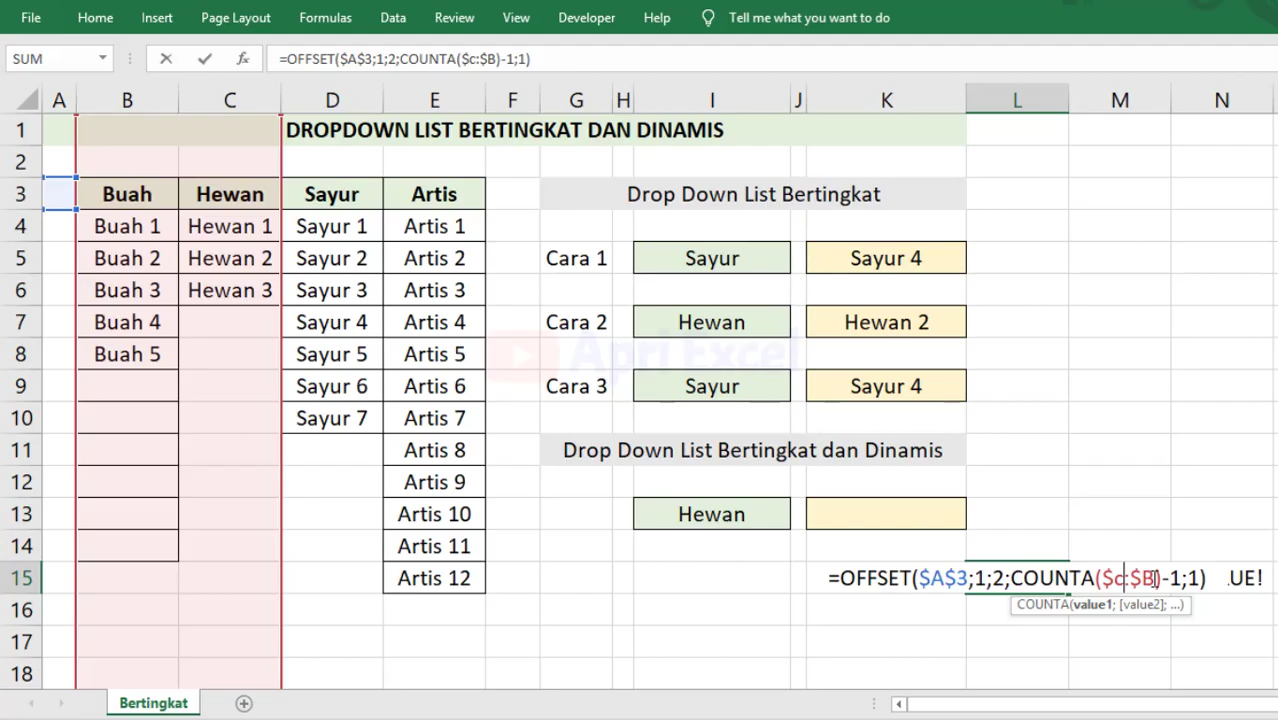 File Home Insert Page Layout Formulas Data Review View Developer Help Tell me what you want to do
SUM fx =OFFSET($A$3;1;2;COUNTA($c:$B)-1;1)
A B C D E F G H I J K L M N
1 DROPDOWN LIST BERTINGKAT DAN DINAMIS
2
3 Buah Hewan Sayur Artis Drop Down List Bertingkat
4 Buah 1 Hewan 1 Sayur 1 Artis 1
5 Buah 2 Hewan 2 Sayur 2 Artis 2 Cara 1 Sayur Sayur 4
6 Buah 3 Hewan 3 Sayur 3 Artis 3
7 Buah 4 Sayur 4 Artis 4 Cara 2 Hewan Hewan 2
8 Buah 5 Sayur 5 Artis 5
Apri Excel
9 Sayur 6 Artis 6 Cara 3 Sayur Sayur 4
10 Sayur 7 Artis 7
11 Artis 8 Drop Down List Bertingkat dan Dinamis
12 Artis 9
13 Artis 10 Hewan
14 Artis 11
15 Artis 12 =OFFSET($A$3;1;2;COUNTA($c:$B)-1;1) UE!
16 COUNTA(value1; [value2]; ...)
17
18
Bertingkat